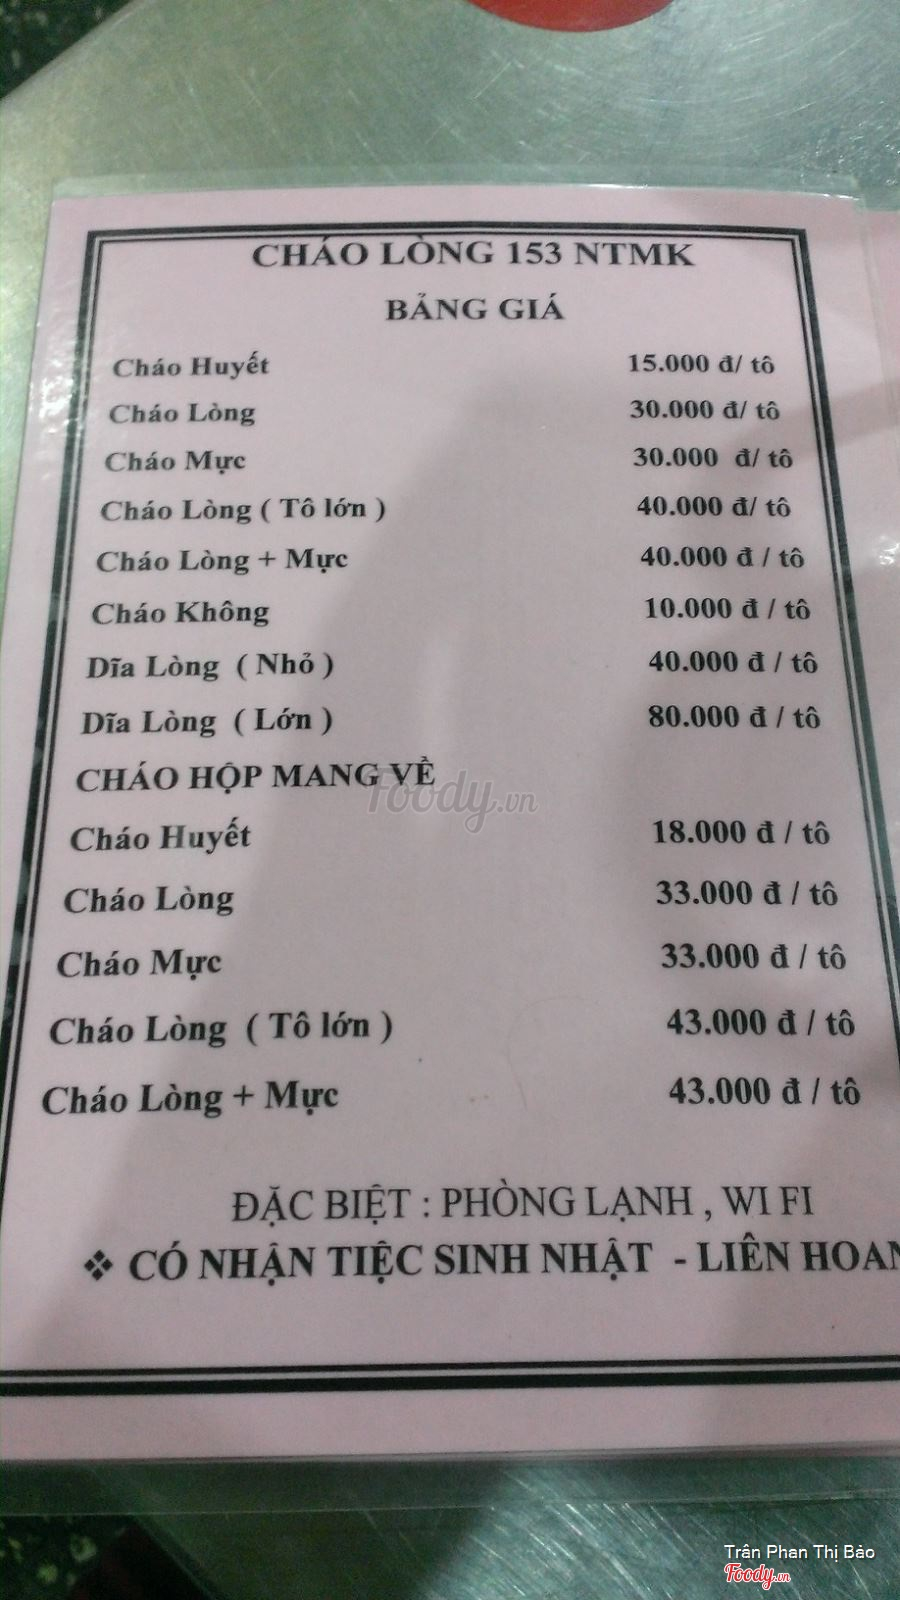 CHÁO LÒNG 153 NTMK
BẢNG GIÁ
Cháo Huyết 15.000 đ/ tô
Cháo Lòng 30.000 đ/ tô
Cháo Mực 30.000 đ/ tô
Cháo Lòng ( Tô lớn ) 40.000 đ/ tô
Cháo Lòng + Mực 40.000 đ / tô
Cháo Không 10.000 đ / tô
Dĩa Lòng ( Nhỏ ) 40.000 đ / tô
Dĩa Lòng ( Lớn ) 80.000 đ / tô
CHÁO HỘP MANG VỀ
Foody.vn
Cháo Huyết 18.000 đ / tô
Cháo Lòng 33.000 đ / tô
Cháo Mực 33.000 đ / tô
Cháo Lòng ( Tô lớn ) 43.000 đ / tô
Cháo Lòng + Mực 43.000 đ / tô
ĐẶC BIỆT : PHÒNG LẠNH , WI FI
❖ CÓ NHẬN TIỆC SINH NHẬT - LIÊN HOAN
Trân Phan Thị Bảo
Foody.vn